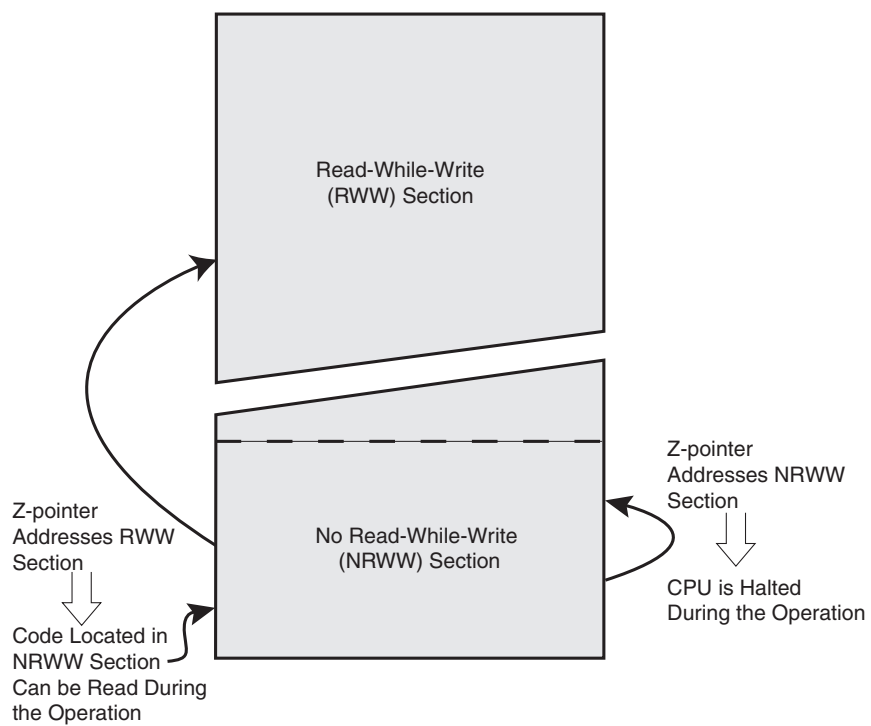 Read-While-Write
(RWW) Section
Z-pointer
Addresses NRWW
Section
Z-pointer
Addresses RWW
Section
No Read-While-Write
(NRWW) Section
CPU is Halted
During the Operation
Code Located in
NRWW Section
Can be Read During
the Operation